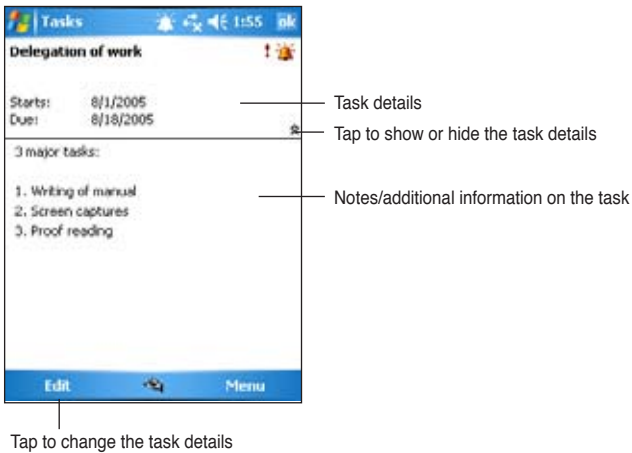 Tasks 1:55 ok
Delegation of work
Starts: 8/1/2005
Due: 8/18/2005
Task details
Tap to show or hide the task details
3 major tasks:
1. Writing of manual
2. Screen captures
3. Proof reading
Notes/additional information on the task
Edit Menu
Tap to change the task details